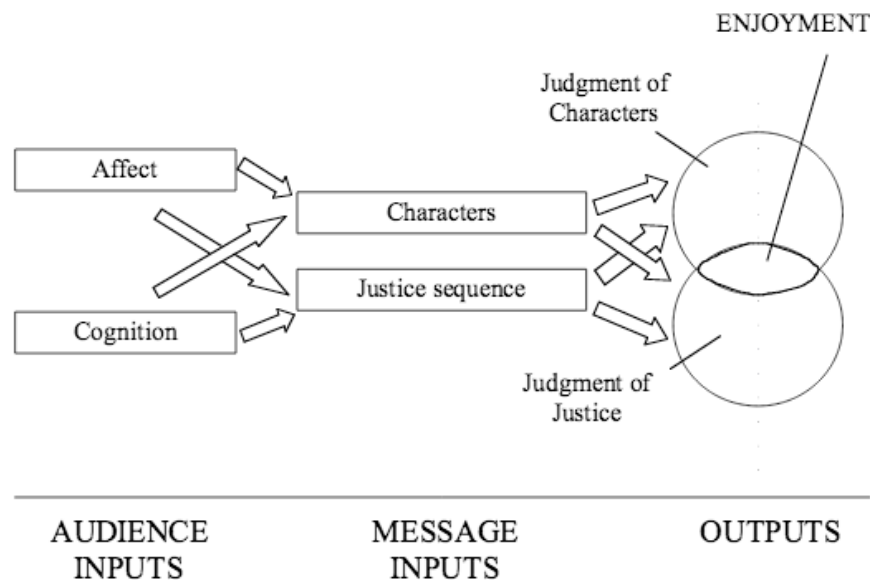 ENJOYMENT
Judgment of
Characters
Affect
Characters
Justice sequence
Cognition
Judgment of
Justice
AUDIENCE
INPUTS
MESSAGE
INPUTS
OUTPUTS